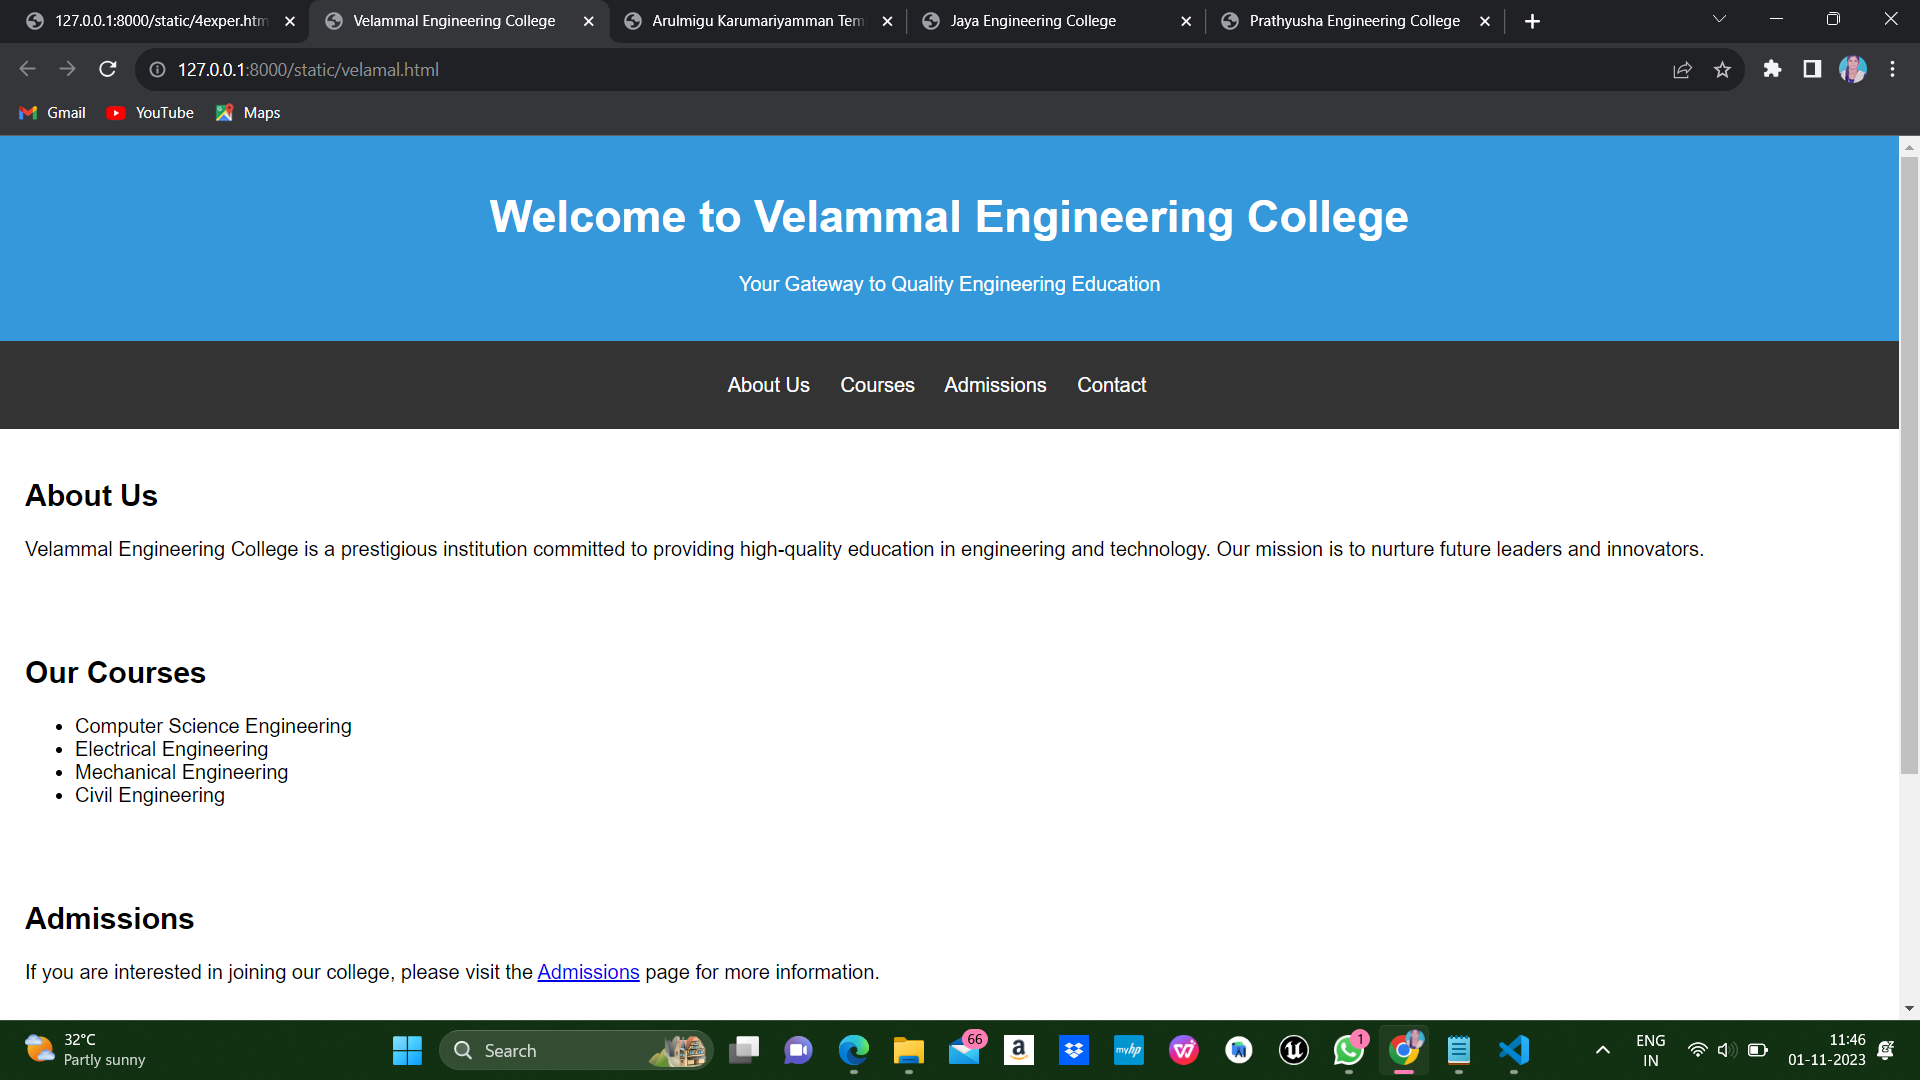 127.0.0.1:8000/static/4exper.htm
Velammal Engineering College
Arulmigu Karumariyamman Tem
Jaya Engineering College
Prathyusha Engineering College
127.0.0.1:8000/static/velamal.html
Gmail
YouTube
Maps
Welcome to Velammal Engineering College
Your Gateway to Quality Engineering Education
About Us Courses Admissions Contact
About Us
Velammal Engineering College is a prestigious institution committed to providing high-quality education in engineering and technology. Our mission is to nurture future leaders and innovators.
Our Courses
Computer Science Engineering
Electrical Engineering
Mechanical Engineering
Civil Engineering
Admissions
If you are interested in joining our college, please visit the Admissions page for more information.
32°C
Partly sunny
Search
66
a
myhp
1
ENG
IN
11:46
01-11-2023